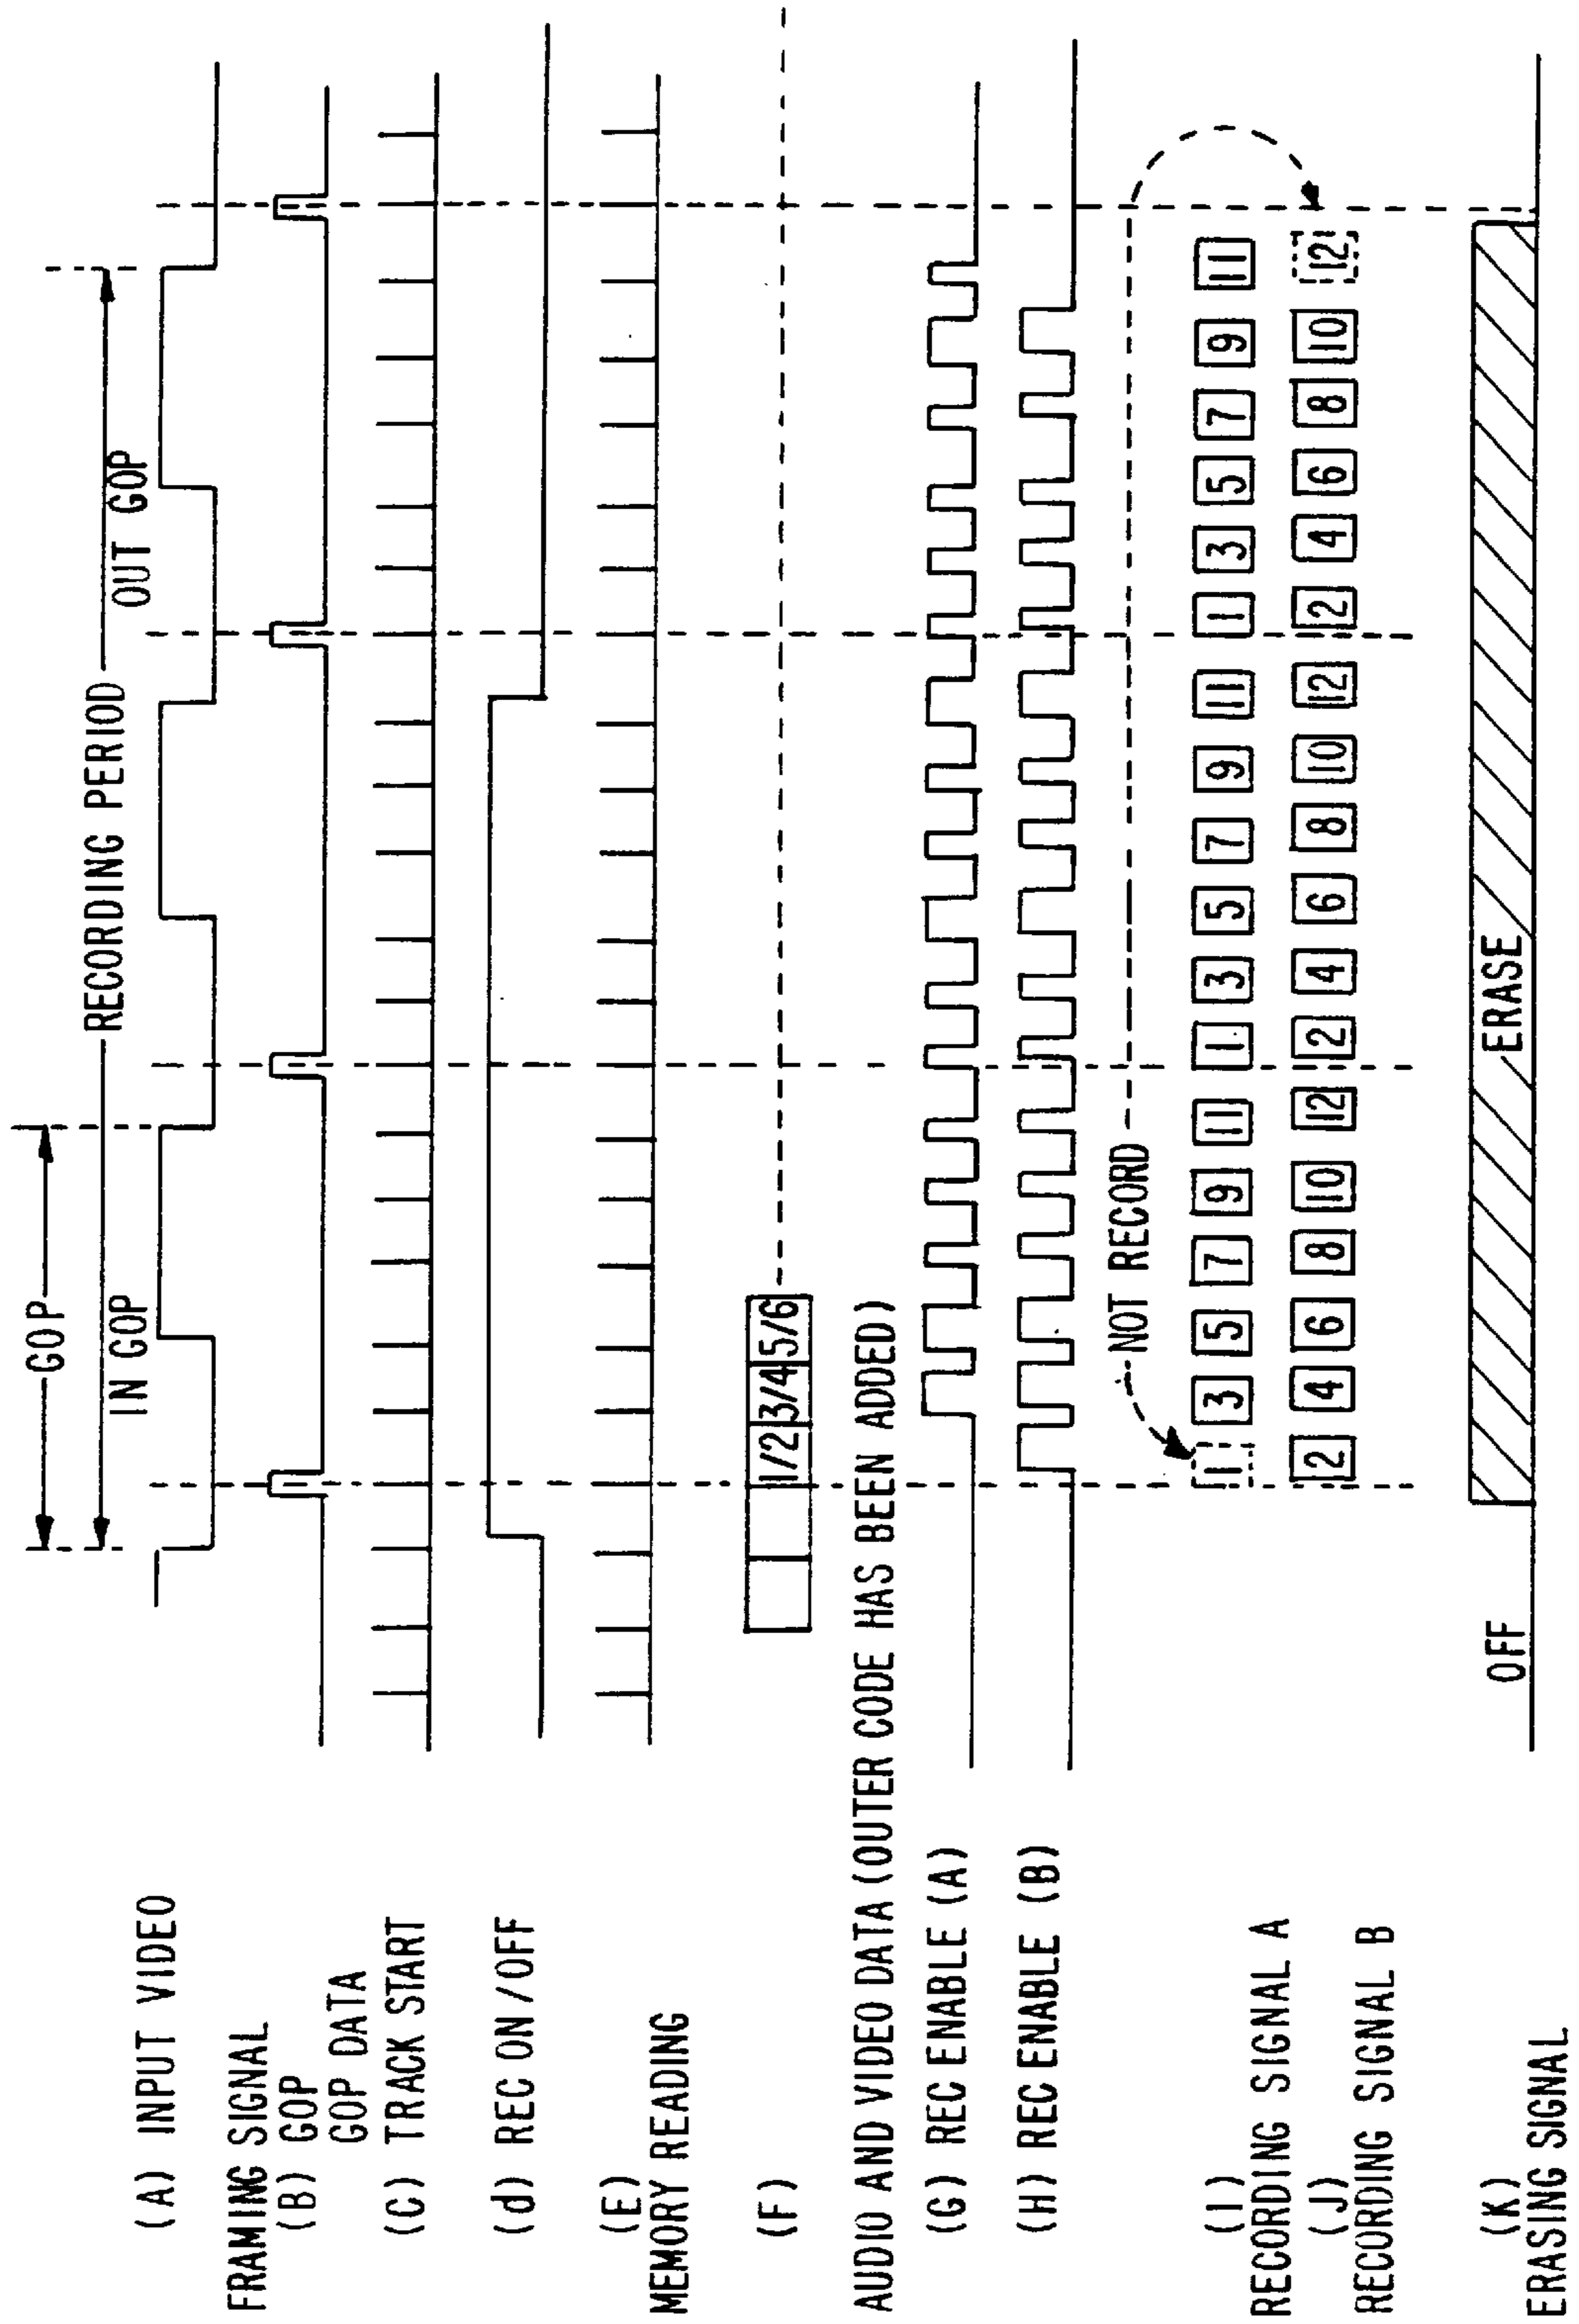 GOP
RECORDING PERIOD
IN GOP
OUT GOP
(A) INPUT VIDEO
FRAMING SIGNAL
(B) GOP
GOP DATA
(C) TRACK START
(d) REC ON/OFF
(E)
MEMORY READING
(F)
1/2 3/4 5/6
AUDIO AND VIDEO DATA (OUTER CODE HAS BEEN ADDED)
(G) REC ENABLE (A)
(H) REC ENABLE (B)
NOT RECORD
(I)
RECORDING SIGNAL A
1 3 5 7 9 11 1 3 5 7 9 11 1 3 5 7 9 11
(J)
RECORDING SIGNAL B
2 4 6 8 10 12 2 4 6 8 10 12 2 4 6 8 10 12
(K)
ERASING SIGNAL
OFF
ERASE